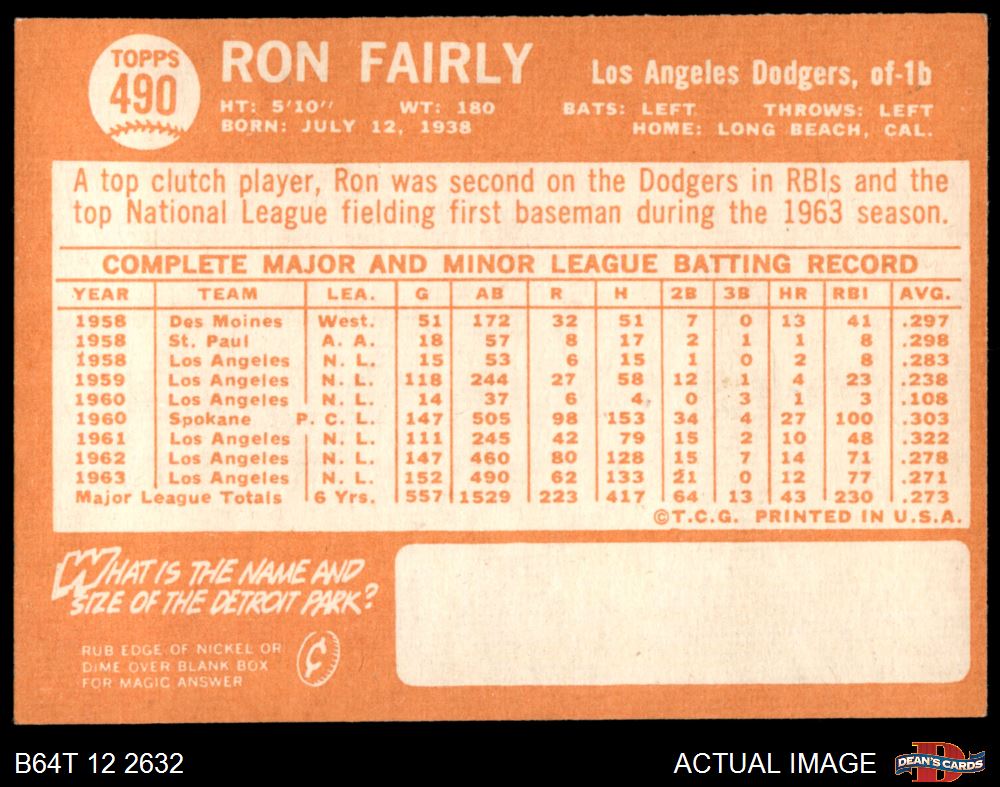 TOPPS
490
RON FAIRLY
Los Angeles Dodgers, of-1b
HT: 5'10'' WT: 180 BATS: LEFT THROWS: LEFT
BORN: JULY 12, 1938 HOME: LONG BEACH, CAL.
A top clutch player, Ron was second on the Dodgers in RBIs and the
top National League fielding first baseman during the 1963 season.
COMPLETE MAJOR AND MINOR LEAGUE BATTING RECORD
YEAR TEAM LEA. G AB R H 2B 3B HR RBI AVG.
1958 Des Moines West. 51 172 32 51 7 0 13 41 .297
1958 St. Paul A. A. 18 57 8 17 2 1 1 8 .298
1958 Los Angeles N. L. 15 53 6 15 1 0 2 8 .283
1959 Los Angeles N. L. 118 244 27 58 12 1 4 23 .238
1960 Los Angeles N. L. 14 37 6 4 0 3 1 3 .108
1960 Spokane P. C. L. 147 505 98 153 34 4 27 100 .303
1961 Los Angeles N. L. 111 245 42 79 15 2 10 48 .322
1962 Los Angeles N. L. 147 460 80 128 15 7 14 71 .278
1963 Los Angeles N. L. 152 490 62 133 21 0 12 77 .271
Major League Totals 6 Yrs. 557 1529 223 417 64 13 43 230 .273
©T.C.G. PRINTED IN U.S.A.
WHAT IS THE NAME AND
SIZE OF THE DETROIT PARK?
RUB EDGE OF NICKEL OR
DIME OVER BLANK BOX
FOR MAGIC ANSWER
¢
B64T 12 2632
ACTUAL IMAGE
DEAN'S CARDS